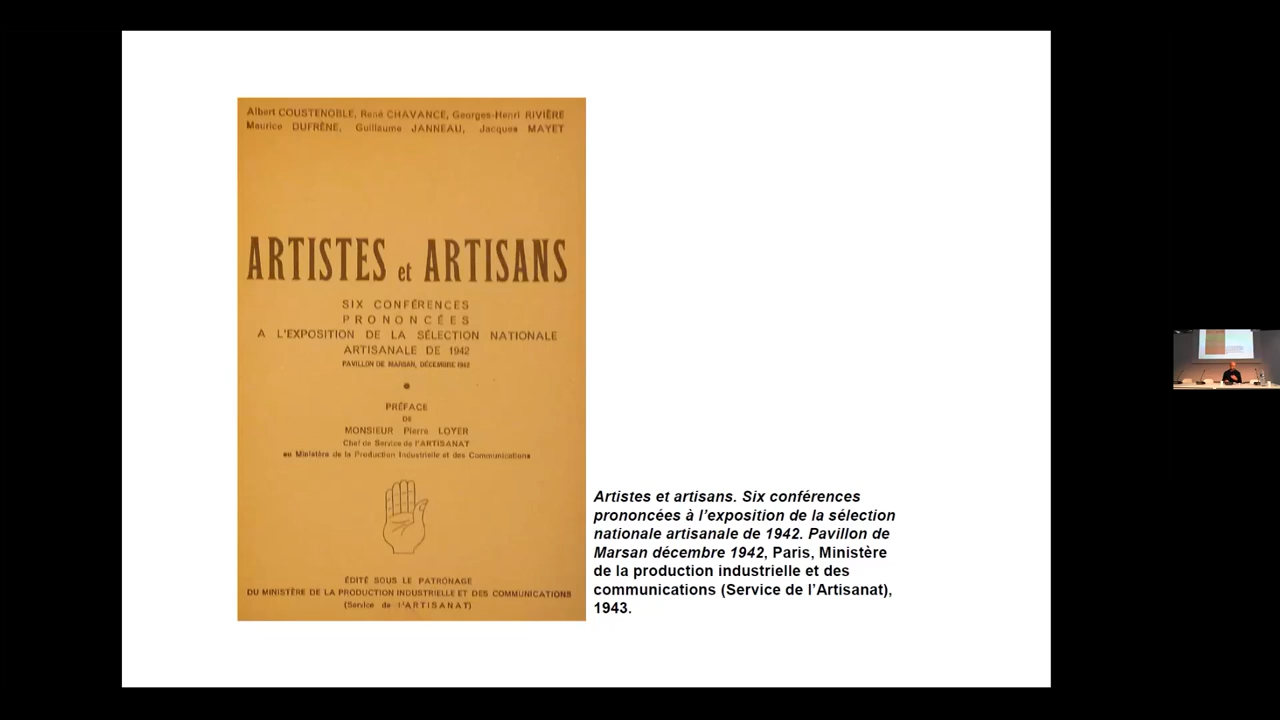 Albert COUSTENOBLE, René CHAVANCE, Georges-Henri RIVIÈRE
Maurice DUFRÊNE, Guillaume JANNEAU, Jacques MAYET
ARTISTES et ARTISANS
SIX CONFÉRENCES
PRONONCÉES
A L'EXPOSITION DE LA SÉLECTION NATIONALE
ARTISANALE DE 1942
PAVILLON DE MARSAN, DÉCEMBRE 1942
PRÉFACE
DE
MONSIEUR Pierre LOYER
Chef de Service de l'ARTISANAT
au Ministère de la Production Industrielle et des Communications
ÉDITÉ SOUS LE PATRONAGE
DU MINISTÈRE DE LA PRODUCTION INDUSTRIELLE ET DES COMMUNICATIONS
(Service de l'ARTISANAT)
Artistes et artisans. Six conférences
prononcées à l'exposition de la sélection
nationale artisanale de 1942. Pavillon de
Marsan décembre 1942, Paris, Ministère
de la production industrielle et des
communications (Service de l'Artisanat),
1943.